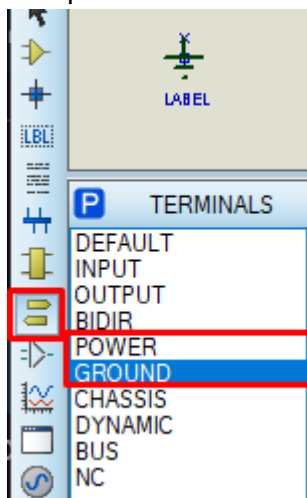 LABEL
LBL
P TERMINALS
DEFAULT
INPUT
OUTPUT
BIDIR
POWER
GROUND
CHASSIS
DYNAMIC
BUS
NC